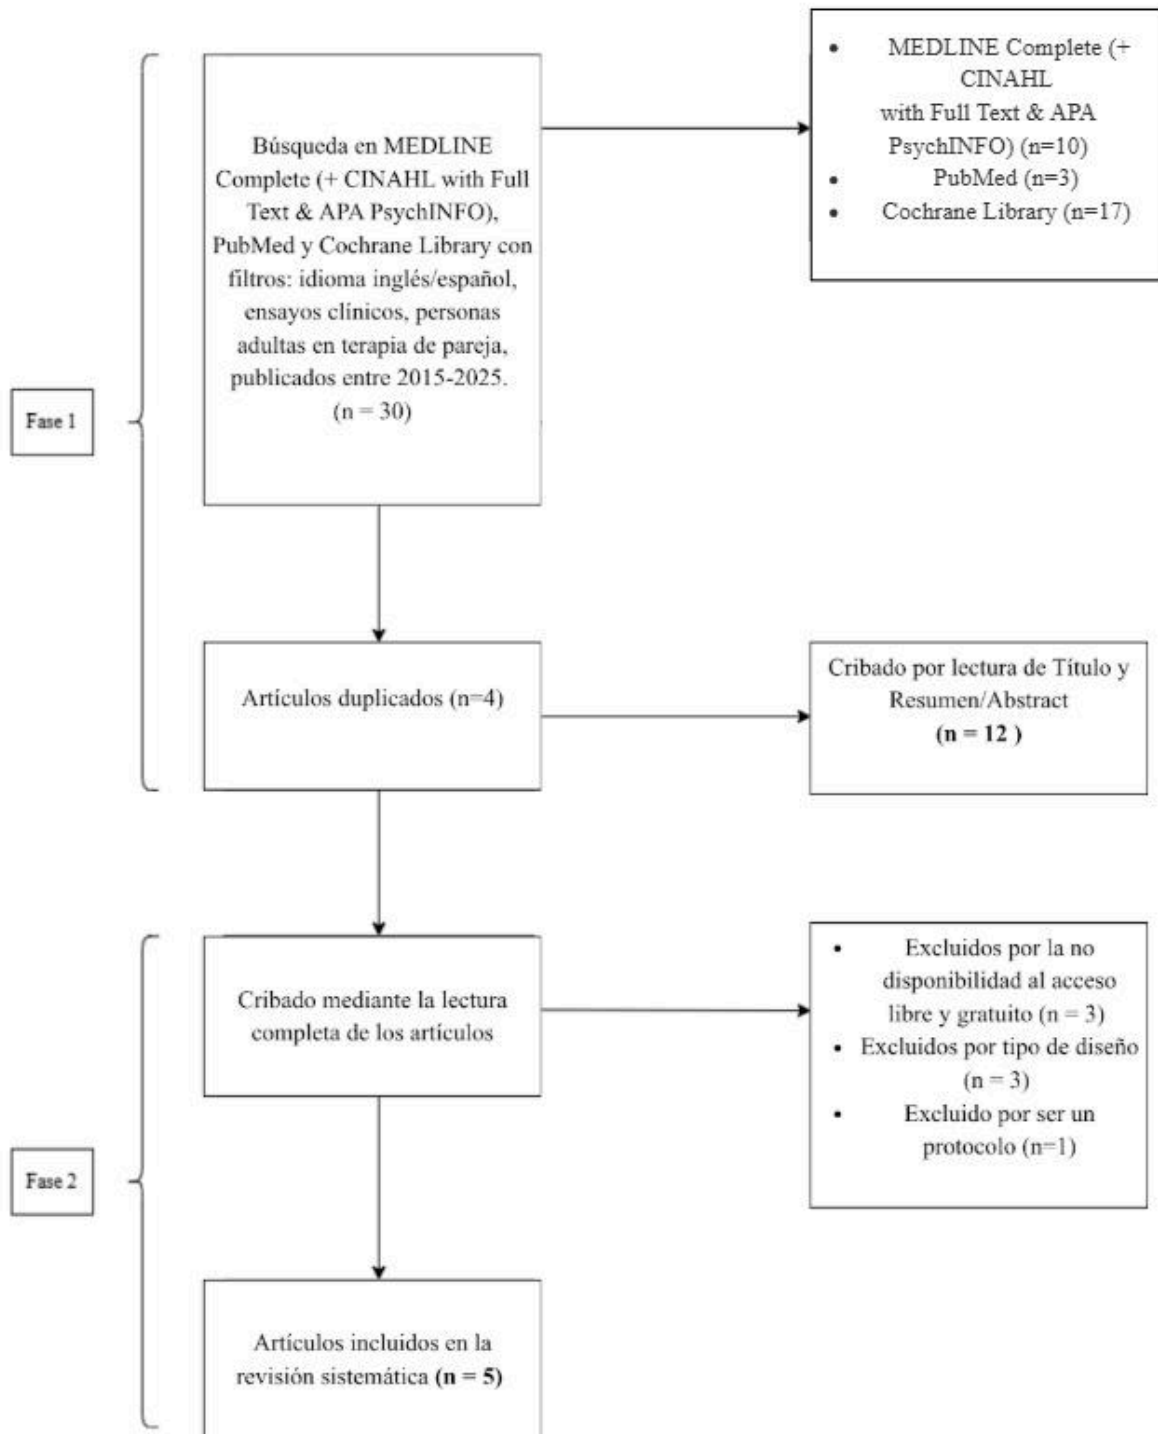 • MEDLINE Complete (+
CINAHL
with Full Text & APA
PsychINFO) (n=10)
• PubMed (n=3)
• Cochrane Library (n=17)
Búsqueda en MEDLINE
Complete (+ CINAHL with Full
Text & APA PsychINFO),
PubMed y Cochrane Library con
filtros: idioma inglés/español,
ensayos clínicos, personas
adultas en terapia de pareja,
publicados entre 2015-2025.
(n = 30)
Fase 1
Artículos duplicados (n=4)
Cribado por lectura de Título y
Resumen/Abstract
(n = 12 )
Cribado mediante la lectura
completa de los artículos
• Excluidos por la no
disponibilidad al acceso
libre y gratuito (n = 3)
• Excluidos por tipo de diseño
(n = 3)
• Excluido por ser un
protocolo (n=1)
Fase 2
Artículos incluidos en la
revisión sistemática (n = 5)